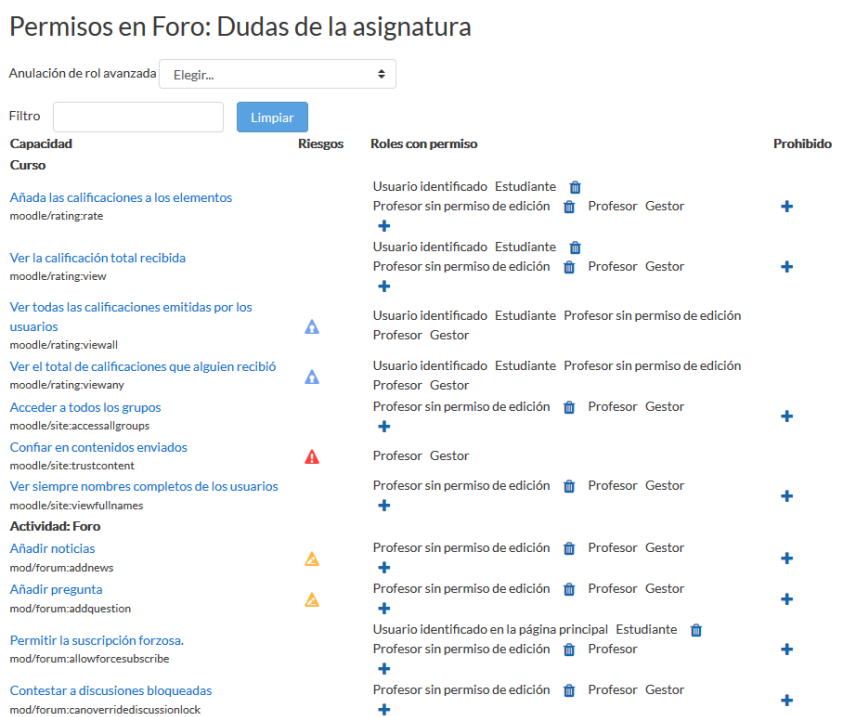 Permisos en Foro: Dudas de la asignatura
Anulación de rol avanzada Elegir...
Filtro Limpiar
Capacidad Riesgos Roles con permiso Prohibido
Curso
Usuario identificado Estudiante
Añada las calificaciones a los elementos
Profesor sin permiso de edición Profesor Gestor
moodle/rating:rate
Usuario identificado Estudiante
Ver la calificación total recibida
Profesor sin permiso de edición Profesor Gestor
moodle/rating:view
Ver todas las calificaciones emitidas por los
usuarios
moodle/rating:viewall
Usuario identificado Estudiante Profesor sin permiso de edición
Profesor Gestor
Ver el total de calificaciones que alguien recibió
moodle/rating:viewany
Usuario identificado Estudiante Profesor sin permiso de edición
Profesor Gestor
Acceder a todos los grupos
moodle/site:accessallgroups
Profesor sin permiso de edición Profesor Gestor
Confiar en contenidos enviados
moodle/site:trustcontent
Profesor Gestor
Ver siempre nombres completos de los usuarios
moodle/site:viewfullnames
Profesor sin permiso de edición Profesor Gestor
Actividad: Foro
Añadir noticias
mod/forum:addnews
Profesor sin permiso de edición Profesor Gestor
Añadir pregunta
mod/forum:addquestion
Profesor sin permiso de edición Profesor Gestor
Permitir la suscripción forzosa.
mod/forum:allowforcesubscribe
Usuario identificado en la página principal Estudiante
Profesor sin permiso de edición Profesor
Contestar a discusiones bloqueadas
mod/forum:canoverridediscussionlock
Profesor sin permiso de edición Profesor Gestor